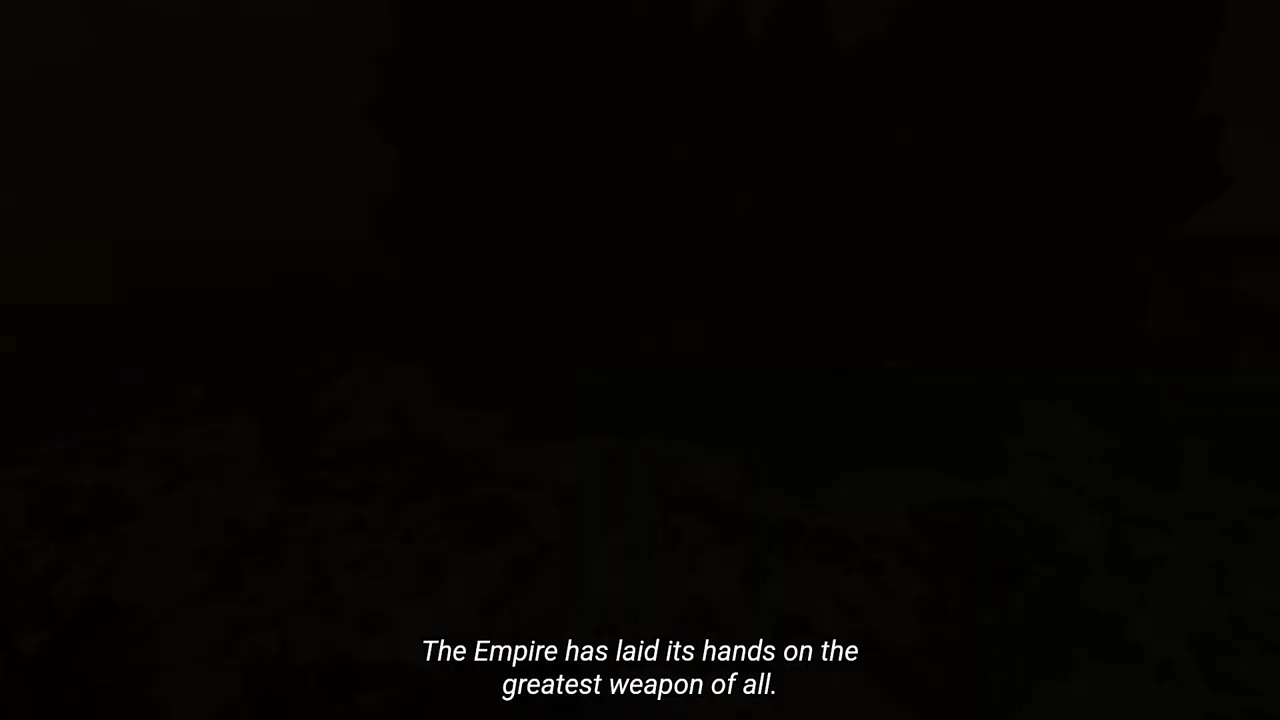 The Empire has laid its hands on the
greatest weapon of all.